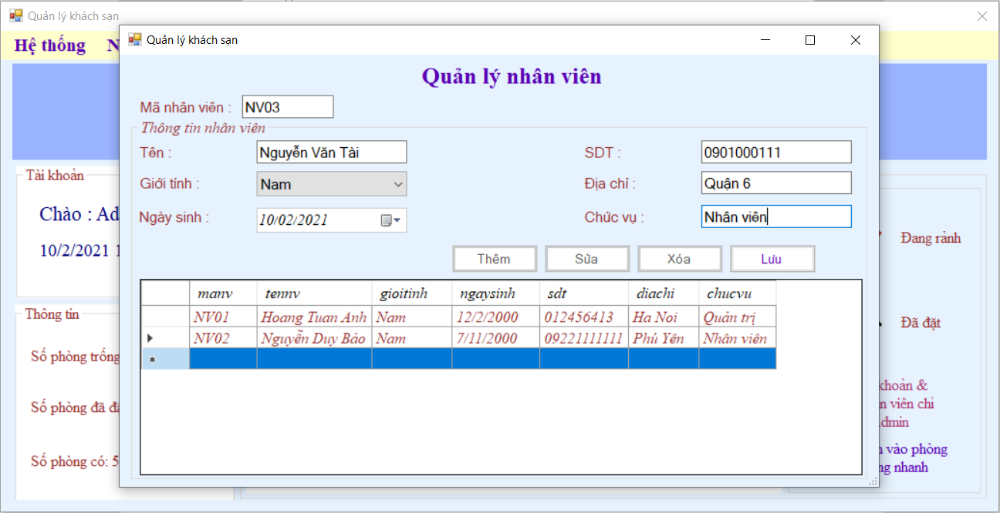 Quản lý khách sạn
Hệ thống
Quản lý khách sạn
Quản lý nhân viên
Mã nhân viên : NV03
Thông tin nhân viên
Tên : Nguyễn Văn Tài SDT : 0901000111
Giới tính : Nam Địa chỉ : Quận 6
Ngày sinh : 10/02/2021 Chức vụ : Nhân viên
Thêm Sửa Xóa Lưu
manv tennv gioitinh ngaysinh sdt diachi chucvu
NV01 Hoang Tuan Anh Nam 12/2/2000 012456413 Ha Noi Quản trị
NV02 Nguyễn Duy Bảo Nam 7/11/2000 09221111111 Phú Yên Nhân viên
Tài khoản
Chào : Ad
10/2/2021 1
Thông tin
Số phòng trống
Số phòng đã
Số phòng có: 5
Đang rảnh
Đã đặt
khoản &
viên chỉ
vào phòng
nhanh